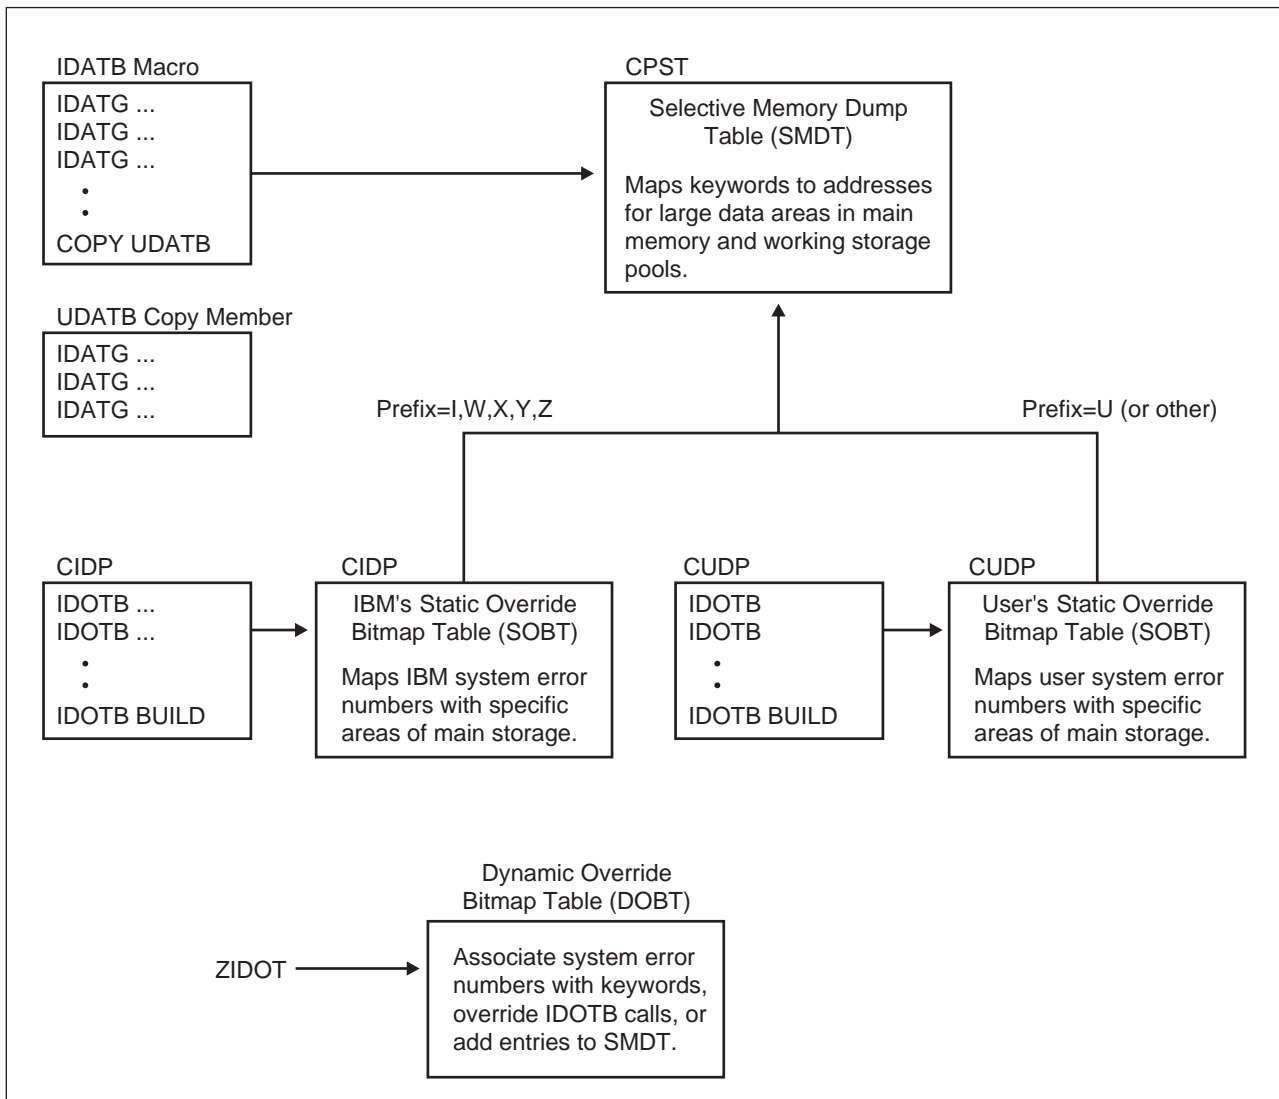 IDATB Macro
IDATG ...
IDATG ...
IDATG ...
•
•
COPY UDATB
CPST
Selective Memory Dump
Table (SMDT)
Maps keywords to addresses
for large data areas in main
memory and working storage
pools.
UDATB Copy Member
IDATG ...
IDATG ...
IDATG ...
Prefix=I,W,X,Y,Z
Prefix=U (or other)
CIDP
IDOTB ...
IDOTB ...
•
•
IDOTB BUILD
CIDP
IBM's Static Override
Bitmap Table (SOBT)
Maps IBM system error
numbers with specific
areas of main storage.
CUDP
IDOTB
IDOTB
•
•
IDOTB BUILD
CUDP
User's Static Override
Bitmap Table (SOBT)
Maps user system error
numbers with specific
areas of main storage.
Dynamic Override
Bitmap Table (DOBT)
ZIDOT
Associate system error
numbers with keywords,
override IDOTB calls, or
add entries to SMDT.